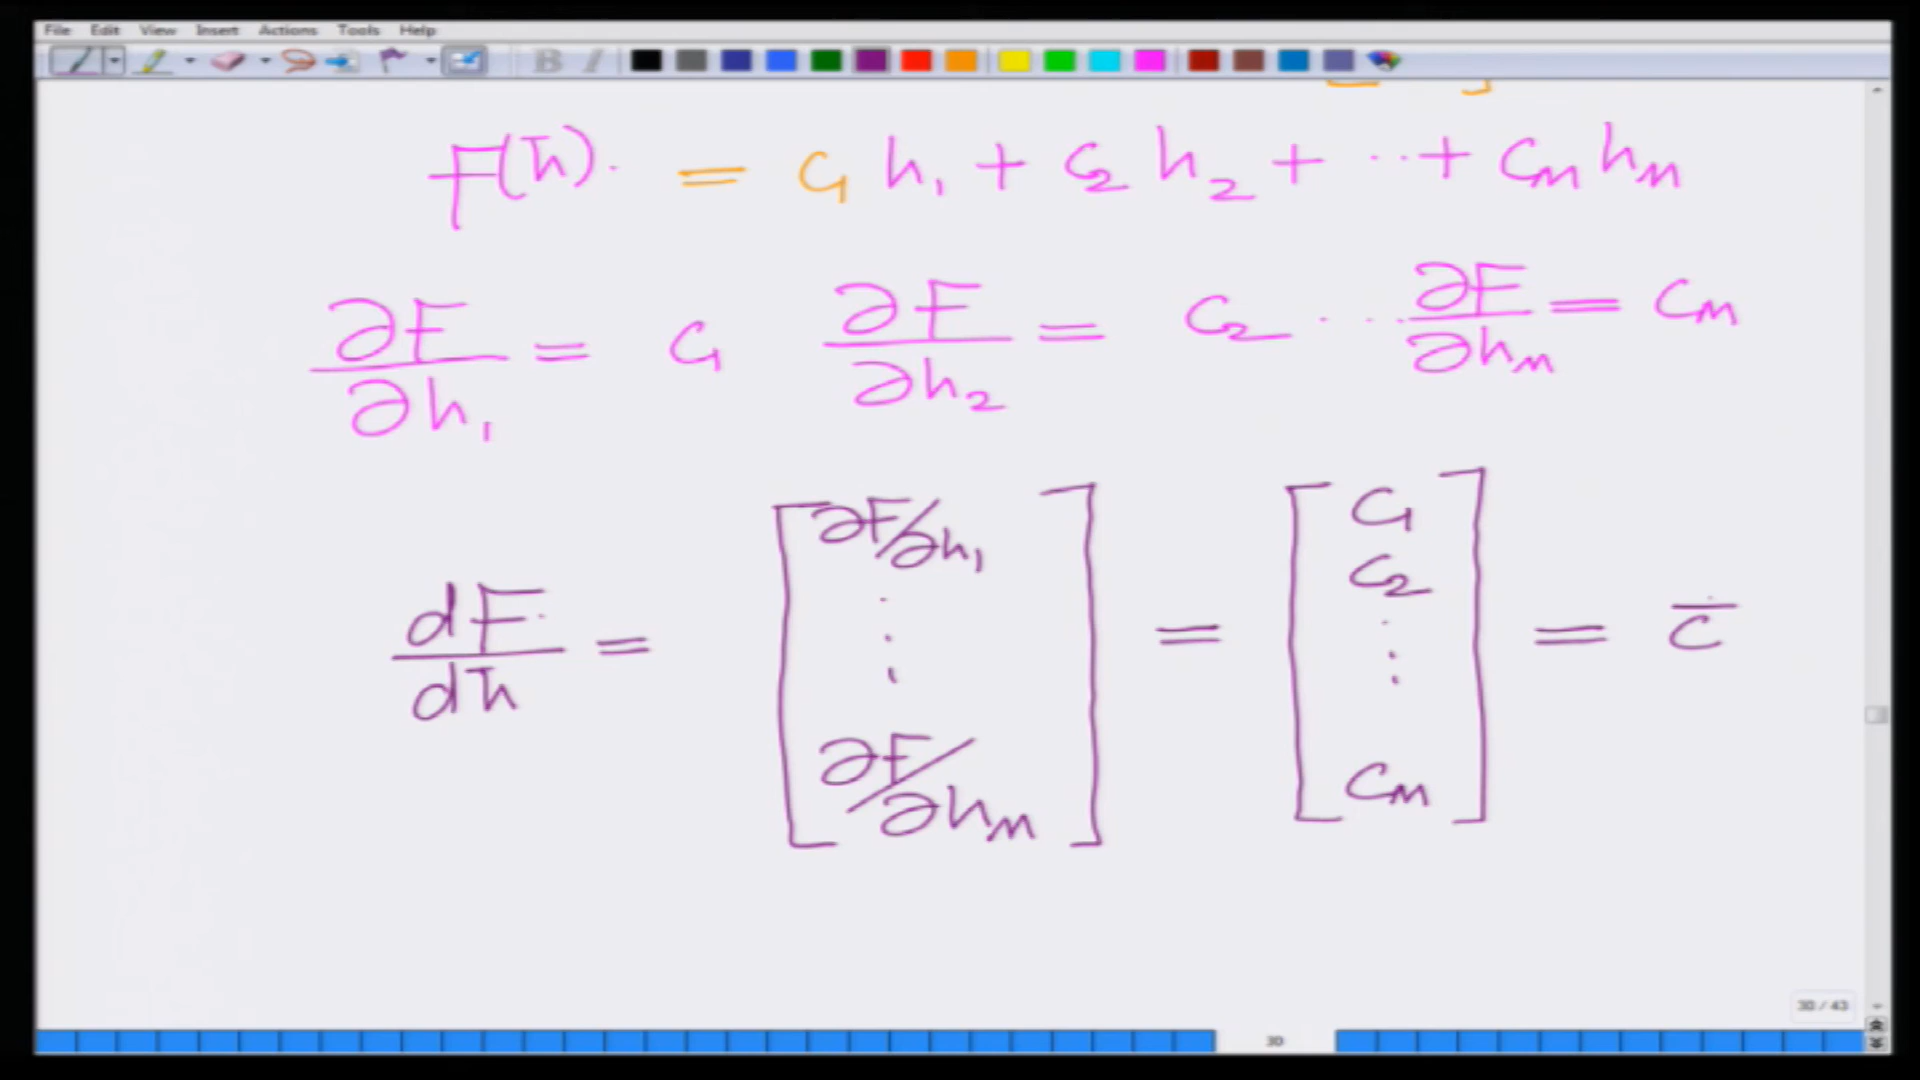 File Edit View Insert Actions Tools Help
B I
F(h̄) = c₁ h₁ + c₂ h₂ + ··· + cₘ hₘ
∂F/∂h₁ = c₁ ∂F/∂h₂ = c₂ ... ∂F/∂hₘ = cₘ
dF/dh̄ = [∂F/∂h₁ ⋮ ∂F/∂hₘ] = [c₁ c₂ ⋮ cₘ] = c̄
30 / 43
30